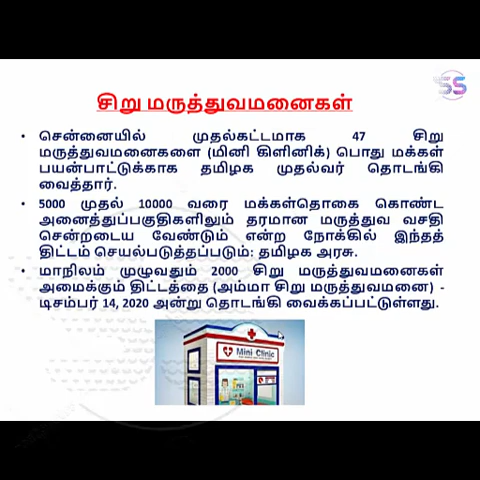 SS
சிறு மருத்துவமனைகள்
• சென்னையில் முதல்கட்டமாக 47 சிறு
மருத்துவமனைகளை (மினி கிளினிக்) பொது மக்கள்
பயன்பாட்டுக்காக தமிழக முதல்வர் தொடங்கி
வைத்தார்.
• 5000 முதல் 10000 வரை மக்கள்தொகை கொண்ட
அனைத்துப்பகுதிகளிலும் தரமான மருத்துவ வசதி
சென்றடைய வேண்டும் என்ற நோக்கில் இந்தத்
திட்டம் செயல்படுத்தப்படும்: தமிழக அரசு.
• மாநிலம் முழுவதும் 2000 சிறு மருத்துவமனைகள்
அமைக்கும் திட்டத்தை (அம்மா சிறு மருத்துவமனை) -
டிசம்பர் 14, 2020 அன்று தொடங்கி வைக்கப்பட்டுள்ளது.
Mini Clinic